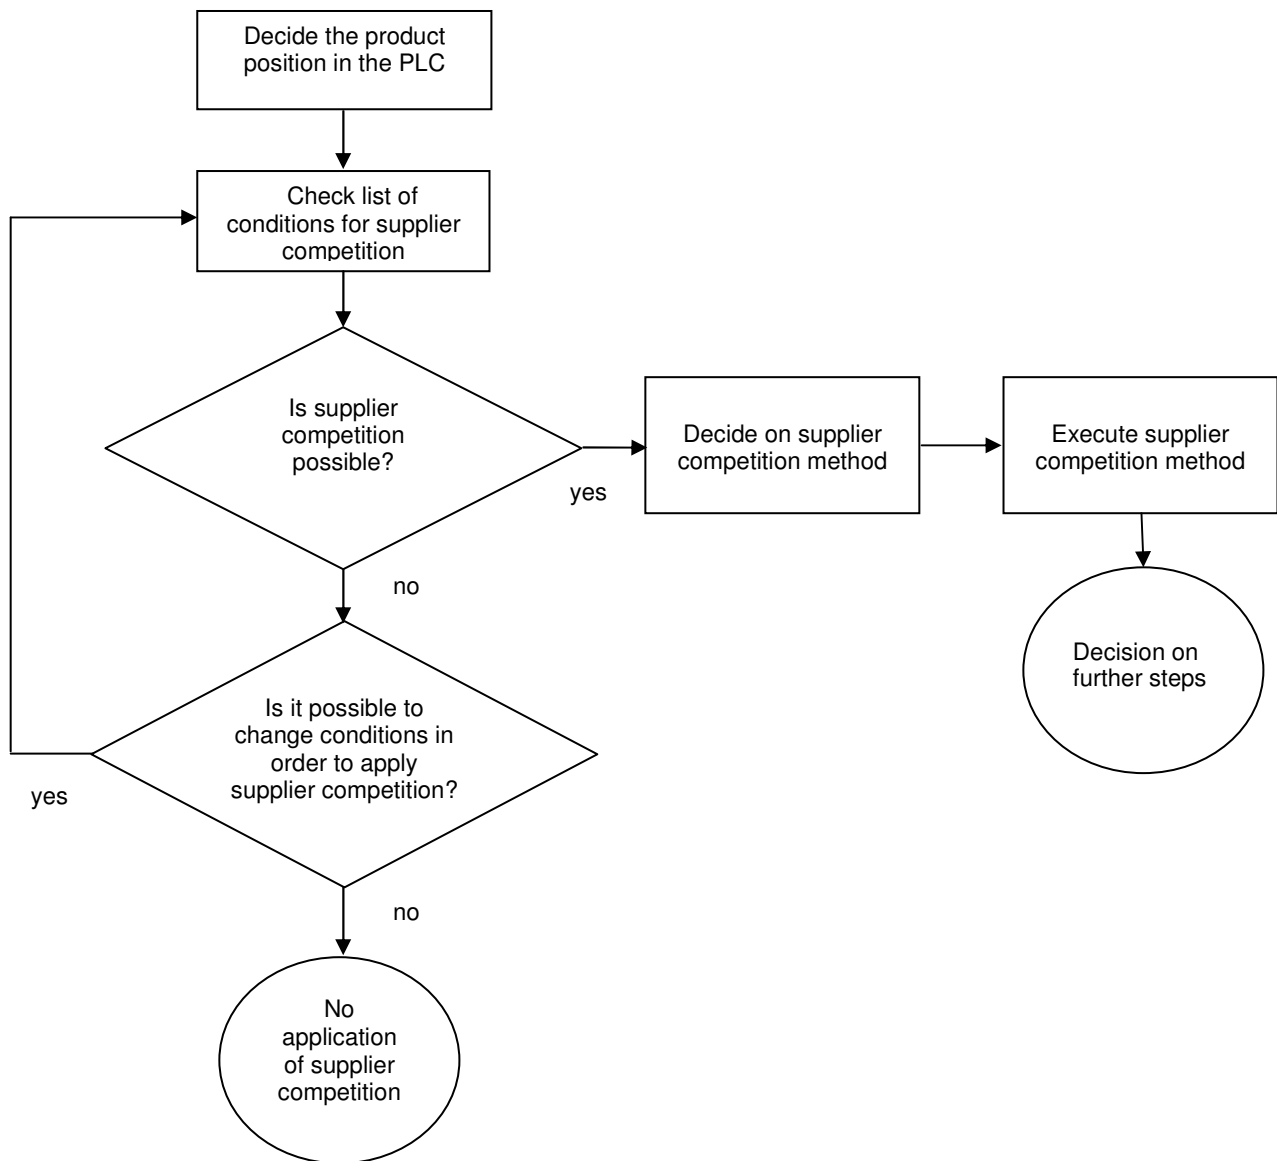 Decide the product
position in the PLC
Check list of
conditions for supplier
competition
Is supplier
competition
possible?
yes
Decide on supplier
competition method
Execute supplier
competition method
Decision on
further steps
no
Is it possible to
change conditions in
order to apply
supplier competition?
yes
no
No
application
of supplier
competition